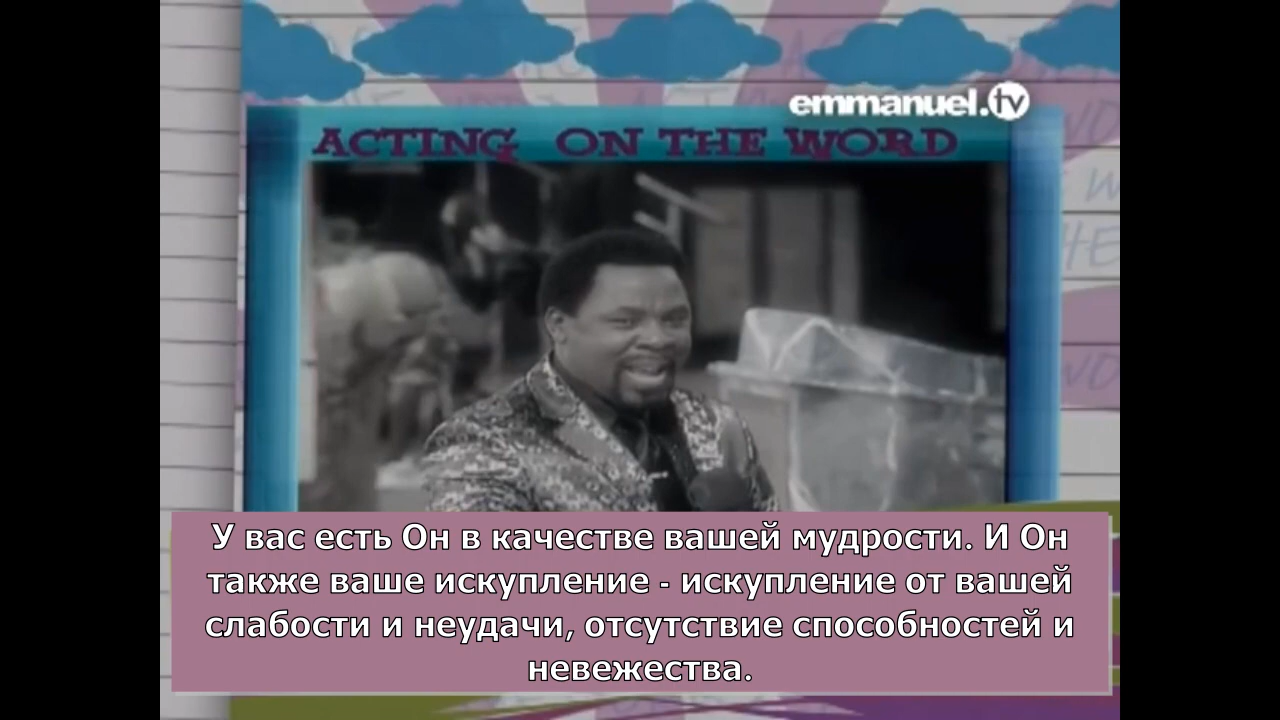 emmanuel.tv
ACTING ON THE WORD
У вас есть Он в качестве вашей мудрости. И Он
также ваше искупление - искупление от вашей
слабости и неудачи, отсутствие способностей и
невежества.